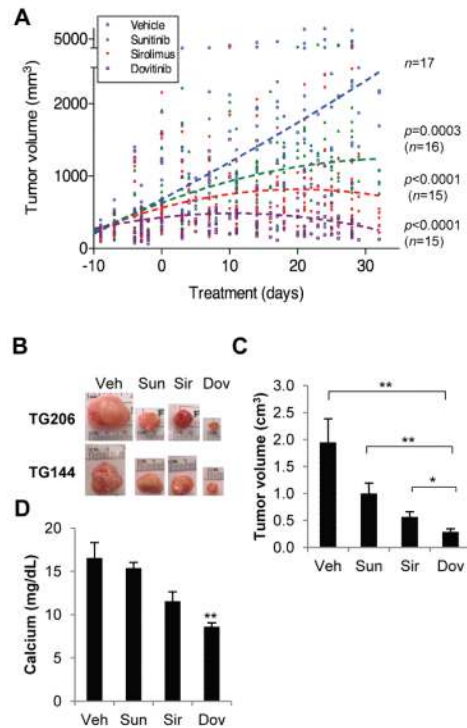 A
Vehicle
Sunitinib
Sirolimus
Dovitinib
Tumor volume (mm³)
5000
2000
1000
0
-10 0 10 20 30
Treatment (days)
n=17
p=0.0003
(n=16)
p<0.0001
(n=15)
p<0.0001
(n=15)
B
Veh Sun Sir Dov
TG206
TG144
C
Tumor volume (cm³)
3.0
2.5
2.0
1.5
1.0
0.5
0.0
**
**
*
Veh Sun Sir Dov
D
Calcium (mg/dL)
20
15
10
5
0
**
Veh Sun Sir Dov